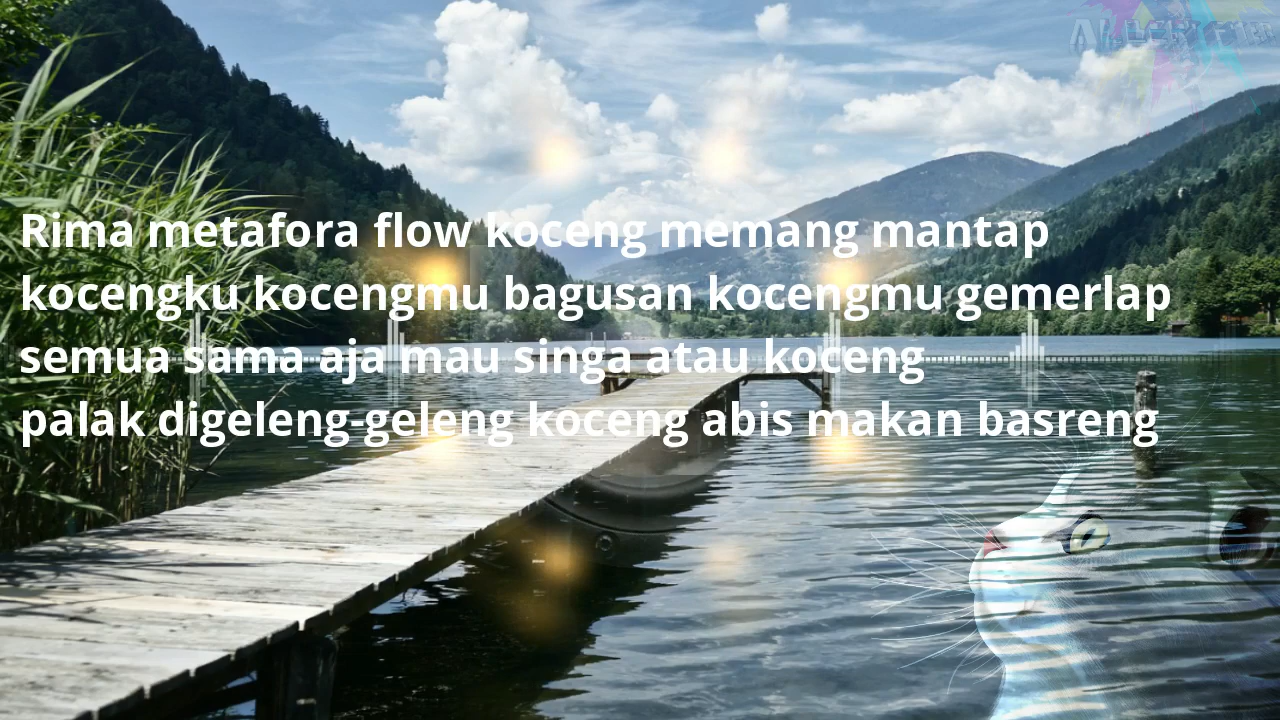 Rima metafora flow koceng memang mantap
kocengku kocengmu bagusan kocengmu gemerlap
semua sama aja mau singa atau koceng
palak digeleng-geleng koceng abis makan basreng